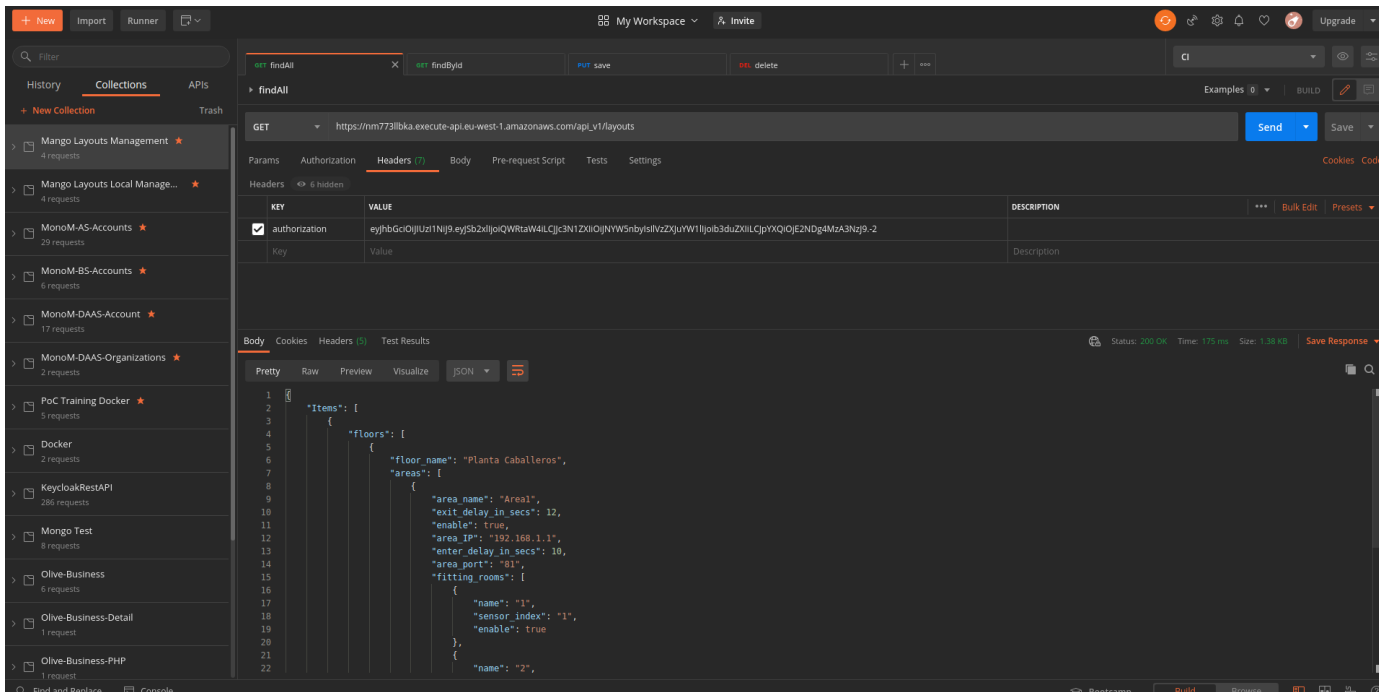 + New Import Runner My Workspace Invite Upgrade
Filter
History Collections APIs
+ New Collection Trash
Mango Layouts Management
4 requests
Mango Layouts Local Manage...
4 requests
MonoM-AS-Accounts
29 requests
MonoM-BS-Accounts
6 requests
MonoM-DAAS-Account
17 requests
MonoM-DAAS-Organizations
2 requests
PoC Training Docker
5 requests
Docker
2 requests
KeycloakRestAPI
286 requests
Mongo Test
8 requests
Olive-Business
6 requests
Olive-Business-Detail
1 request
Olive-Business-PHP
1 request
GET findAll GET findById PUT save DEL delete CI
findAll Examples 0 BUILD
GET https://nm773llbka.execute-api.eu-west-1.amazonaws.com/api_v1/layouts Send Save
Params Authorization Headers (7) Body Pre-request Script Tests Settings Cookies Code
Headers 6 hidden
KEY VALUE DESCRIPTION Bulk Edit Presets
authorization
Key Value Description
Body Cookies Headers (5) Test Results Status: 200 OK Time: 175 ms Size: 1.38 KB Save Response
Pretty Raw Preview Visualize JSON
1 {
2 "Items": [
3 {
4 "floors": [
5 {
6 "floor_name": "Planta Caballeros",
7 "areas": [
8 {
9 "area_name": "Area1",
10 "exit_delay_in_secs": 12,
11 "enable": true,
12 "area_IP": "192.168.1.1",
13 "enter_delay_in_secs": 10,
14 "area_port": "81",
15 "fitting_rooms": [
16 {
17 "name": "1",
18 "sensor_index": "1",
19 "enable": true
20 },
21 {
22 "name": "2",
Find and Replace Console Bootcamp Build Browse